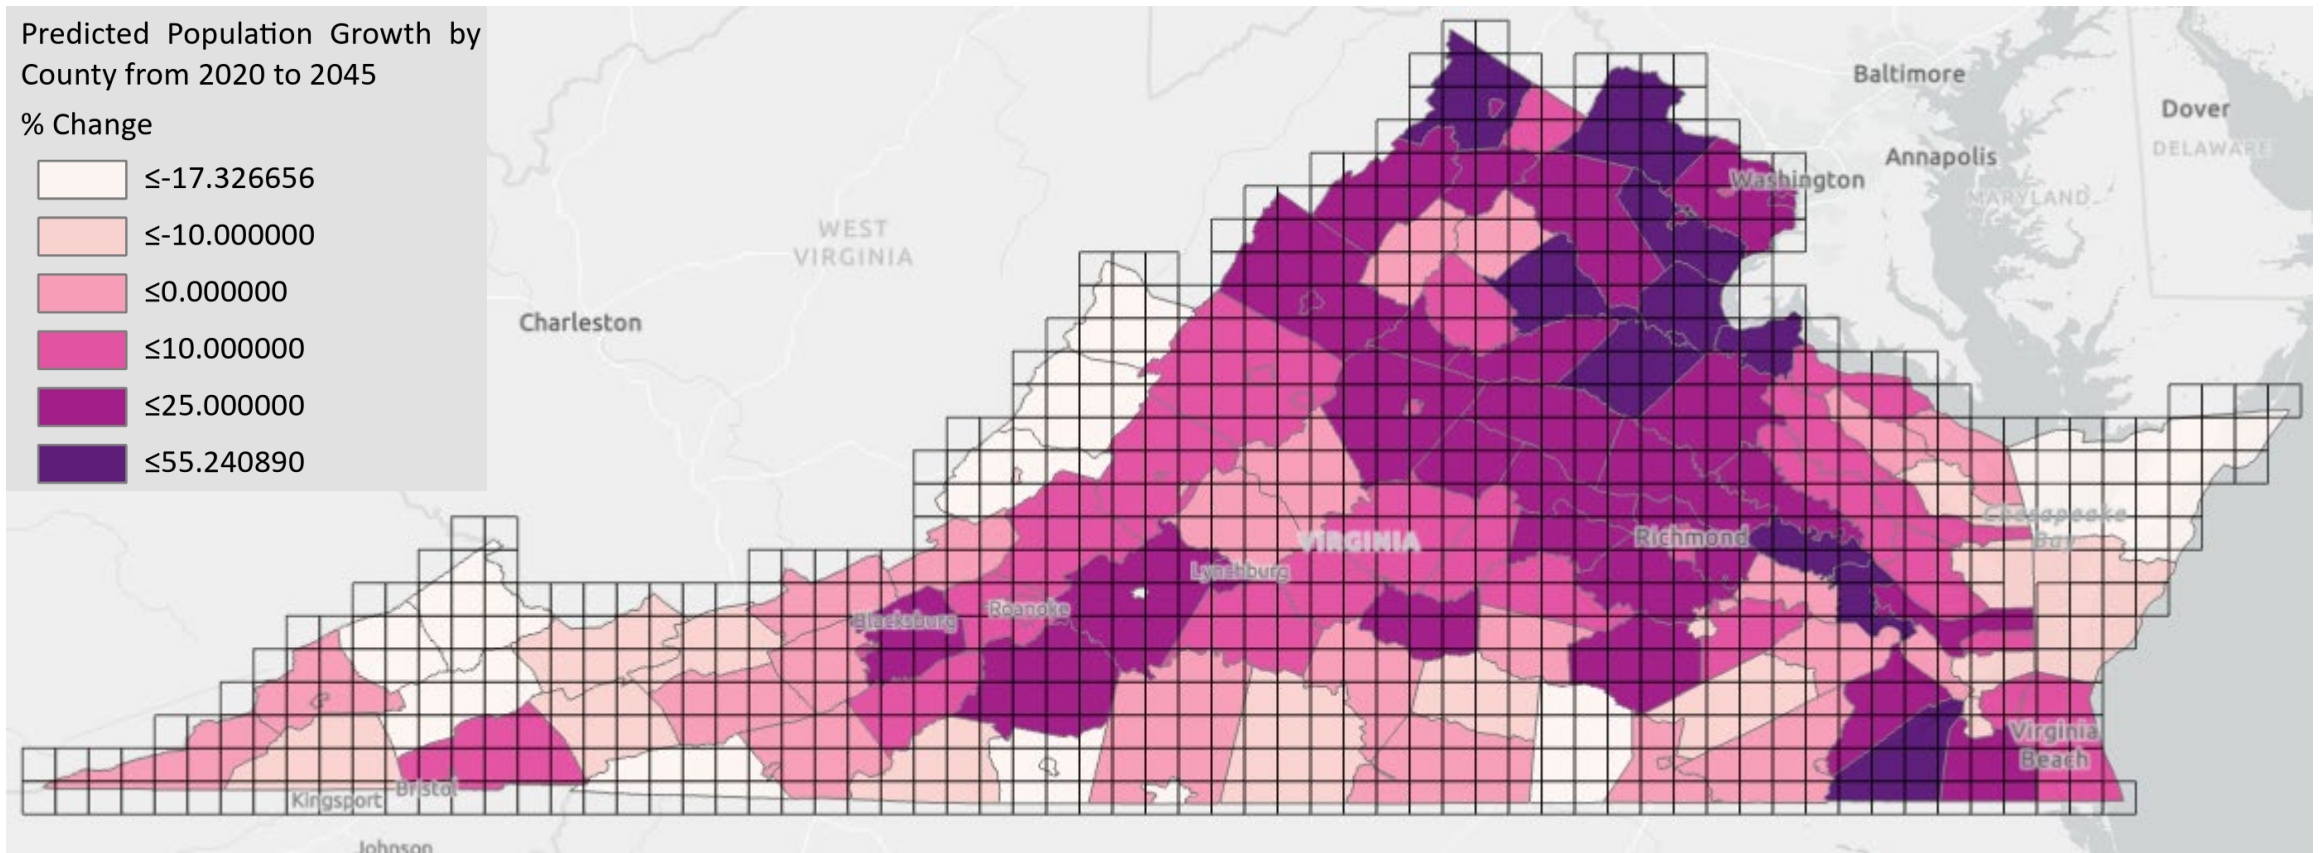 Predicted Population Growth by
County from 2020 to 2045
% Change
≤-17.326656
≤-10.000000
≤0.000000
≤10.000000
≤25.000000
≤55.240890
Baltimore
Dover
DELAWARE
Annapolis
Washington
MARYLAND
WEST
VIRGINIA
Charleston
Chesapeake
Bay
Richmond
VIRGINIA
Lynchburg
Roanoke
Blacksburg
Virginia
Beach
Bristol
Kingsport
Johnson